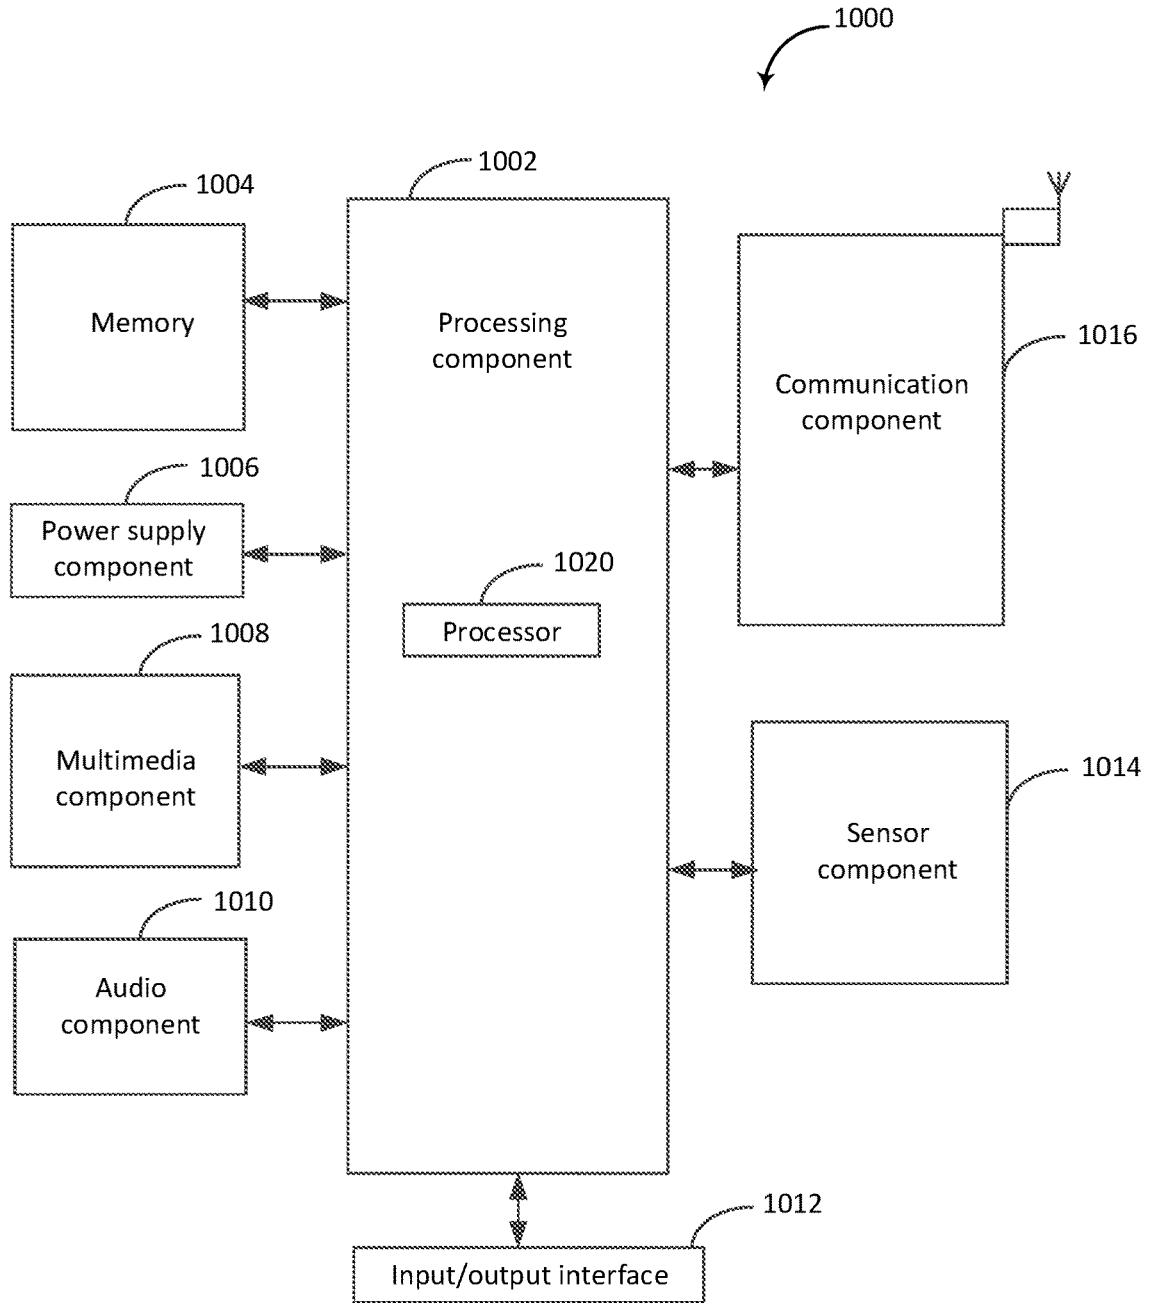 1000
1002
1004
Memory
Processing
component
1016
Communication
component
1006
Power supply
component
1020
Processor
1008
Multimedia
component
1014
Sensor
component
1010
Audio
component
1012
Input/output interface